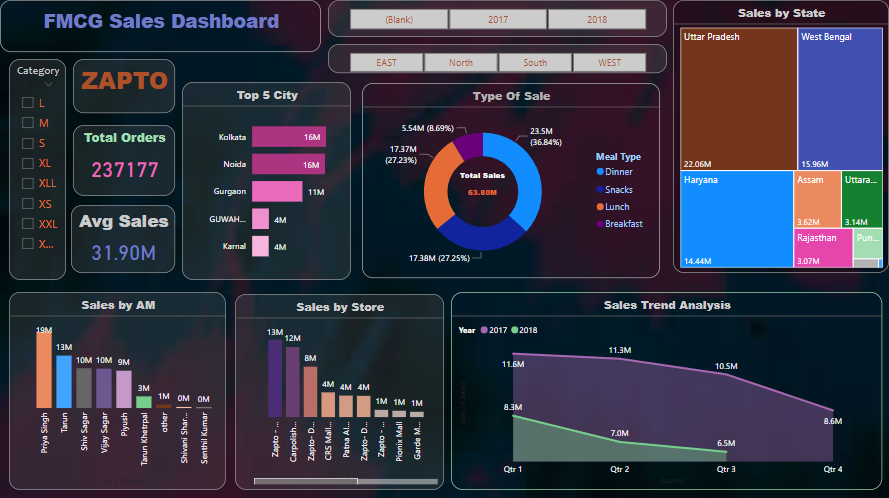 FMCG Sales Dashboard
(Blank)
2017
2018
EAST
North
South
WEST
Category
L
M
S
XL
XLL
XS
XXL
X...
ZAPTO
Total Orders
237177
Avg Sales
31.90M
Top 5 City
Kolkata
16M
Noida
16M
Gurgaon
11M
GUWAH...
4M
Karnal
4M
Type Of Sale
5.54M (8.69%)
23.5M
(36.84%)
17.37M
(27.23%)
17.38M (27.25%)
Total Sales
63.80M
Meal Type
Dinner
Snacks
Lunch
Breakfast
Sales by State
Uttar Pradesh
22.06M
West Bengal
15.96M
Haryana
14.44M
Assam
3.62M
Uttara...
3.14M
Rajasthan
3.07M
Pun...
Sales by AM
19M
13M
10M
10M
9M
3M
1M
0M
0M
Priya Singh
Tarun
Shiv Sagar
Vijay Sagar
Piyush
Tarun Khetrpal
other
Shivani Shar...
Senthil Kumar
Sales by Store
13M
12M
8M
4M
4M
4M
1M
1M
1M
Zapto - ...
Carpolish...
Zapto- D...
CRS Mall...
Patna Al...
Zapto- D...
Zapto - ...
Pionix Mall
Garde M...
Sales Trend Analysis
Year
2017
2018
11.6M
11.3M
10.5M
8.6M
8.3M
7.0M
6.5M
Qtr 1
Qtr 2
Qtr 3
Qtr 4